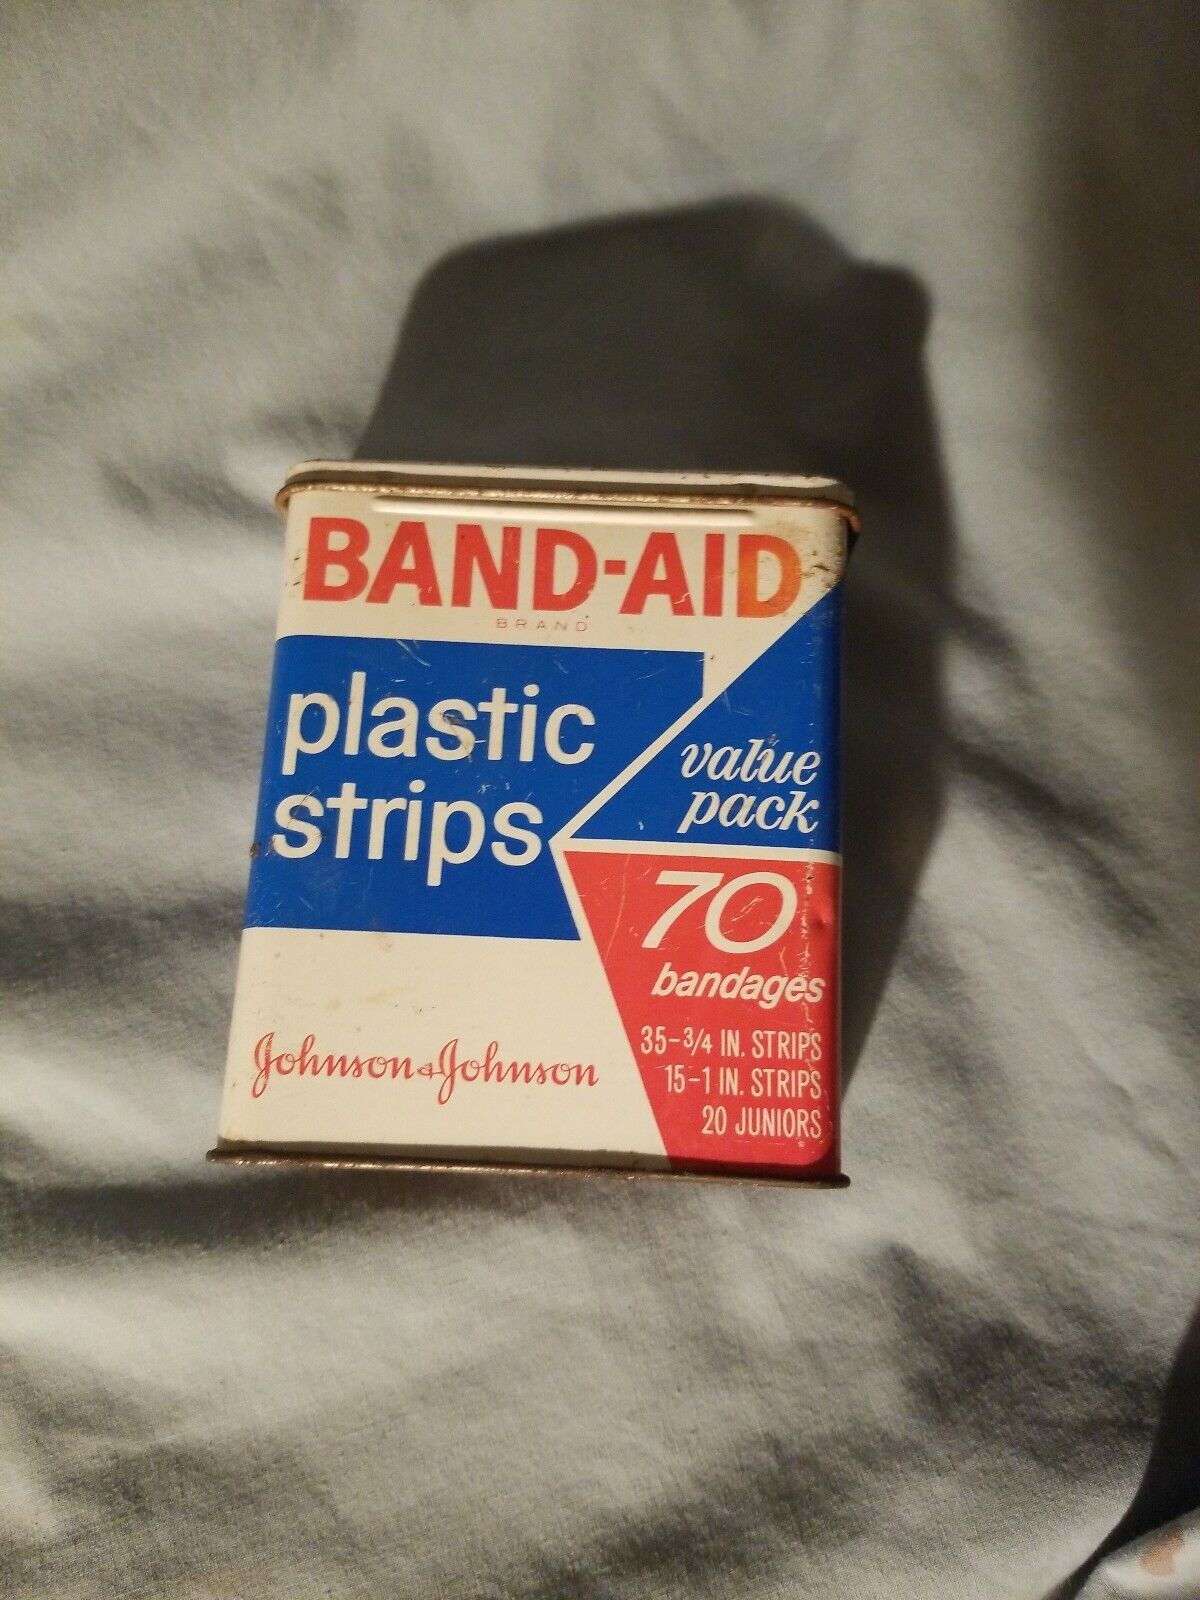 BAND-AID
BRAND
plastic
strips
value
pack
70
bandages
35-3/4 IN. STRIPS
15-1 IN. STRIPS
20 JUNIORS
Johnson & Johnson